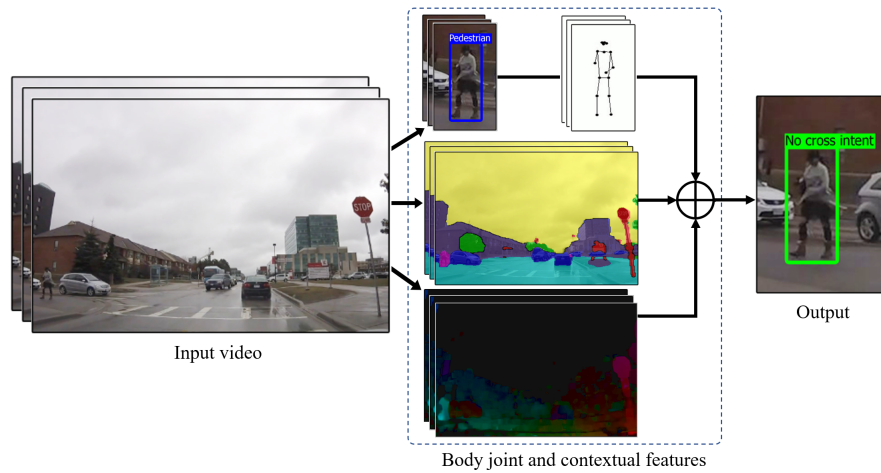 Pedestrian
No cross intent
STOP
Input video
Output
Body joint and contextual features